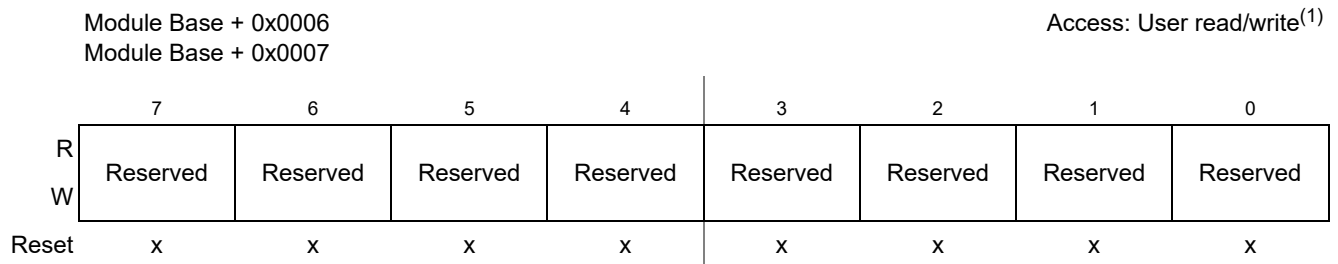 Module Base + 0x0006 Access: User read/write(1)
Module Base + 0x0007
7 6 5 4 3 2 1 0
R
Reserved Reserved Reserved Reserved Reserved Reserved Reserved Reserved
W
Reset x x x x x x x x